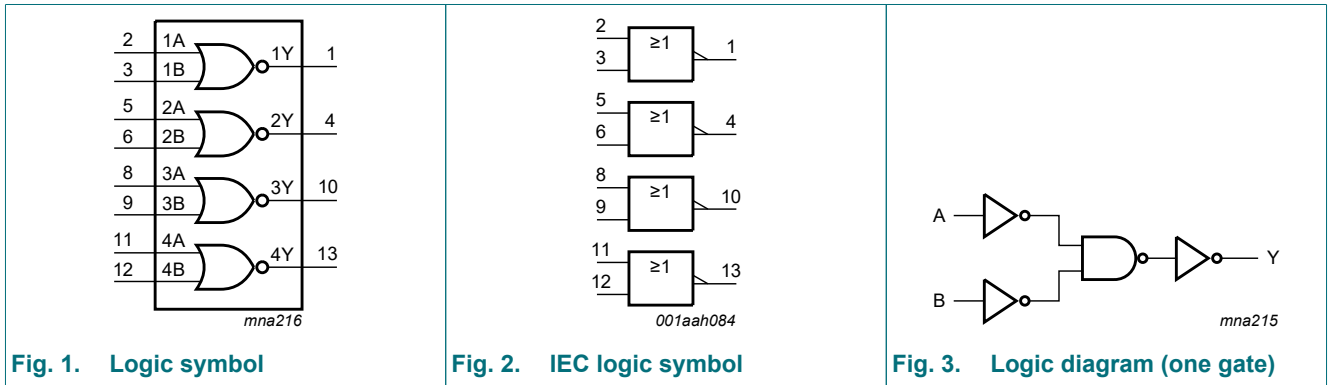 2 1A 1Y 1
3 1B
5 2A 2Y 4
6 2B
8 3A 3Y 10
9 3B
11 4A 4Y 13
12 4B
mna216
Fig. 1. Logic symbol
2 ≥1 1
3
5 ≥1 4
6
8 ≥1 10
9
11 ≥1 13
12
001aah084
Fig. 2. IEC logic symbol
A
Y
B
mna215
Fig. 3. Logic diagram (one gate)